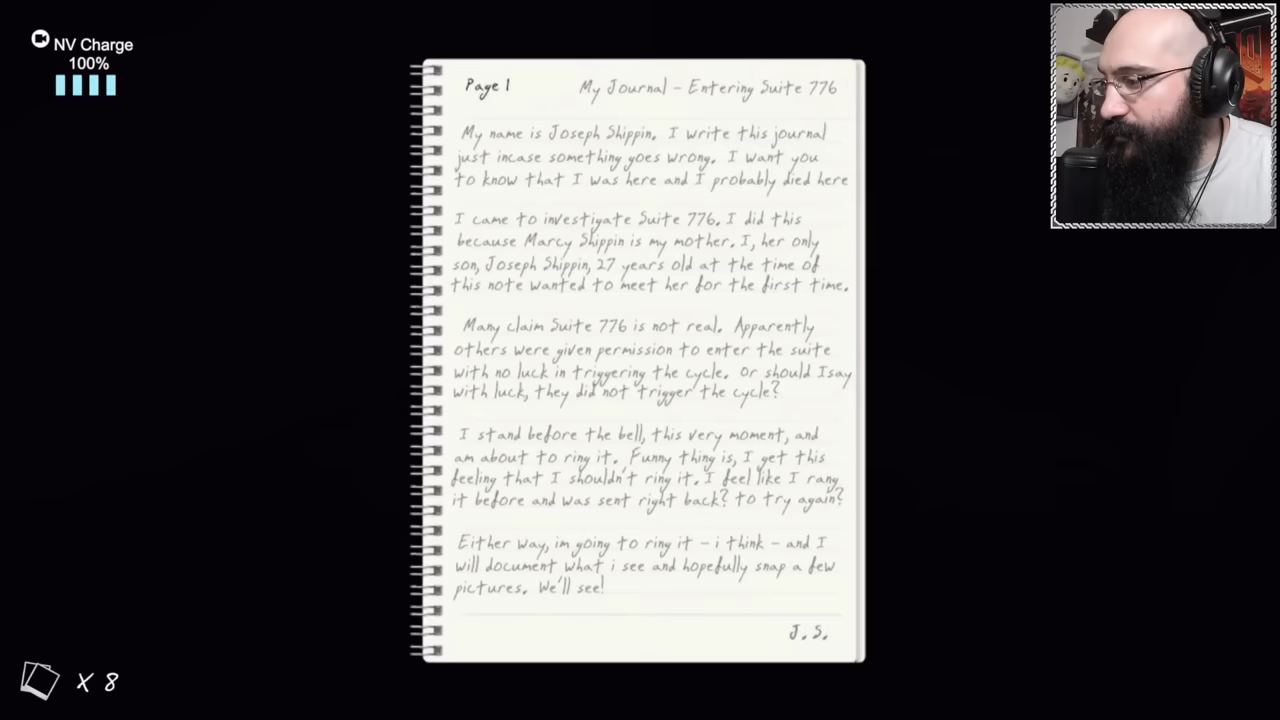 NV Charge
100%
Page 1
My Journal - Entering Suite 776
My name is Joseph Shippin. I write this journal
just incase something goes wrong. I want you
to know that I was here and I probably died here
I came to investigate Suite 776. I did this
because Marcy Shippin is my mother. I, her only
son, Joseph Shippin, 27 years old at the time of
this note wanted to meet her for the first time.
Many claim Suite 776 is not real. Apparently
others were given permission to enter the suite
with no luck in triggering the cycle. Or should I say
with luck, they did not trigger the cycle?
I stand before the bell, this very moment, and
am about to ring it. Funny thing is, I get this
feeling that I shouldn't ring it. I feel like I rang
it before and was sent right back? to try again?
Either way, im going to ring it - i think - and I
will document what i see and hopefully snap a few
pictures. We'll see!
J.S.
X 8